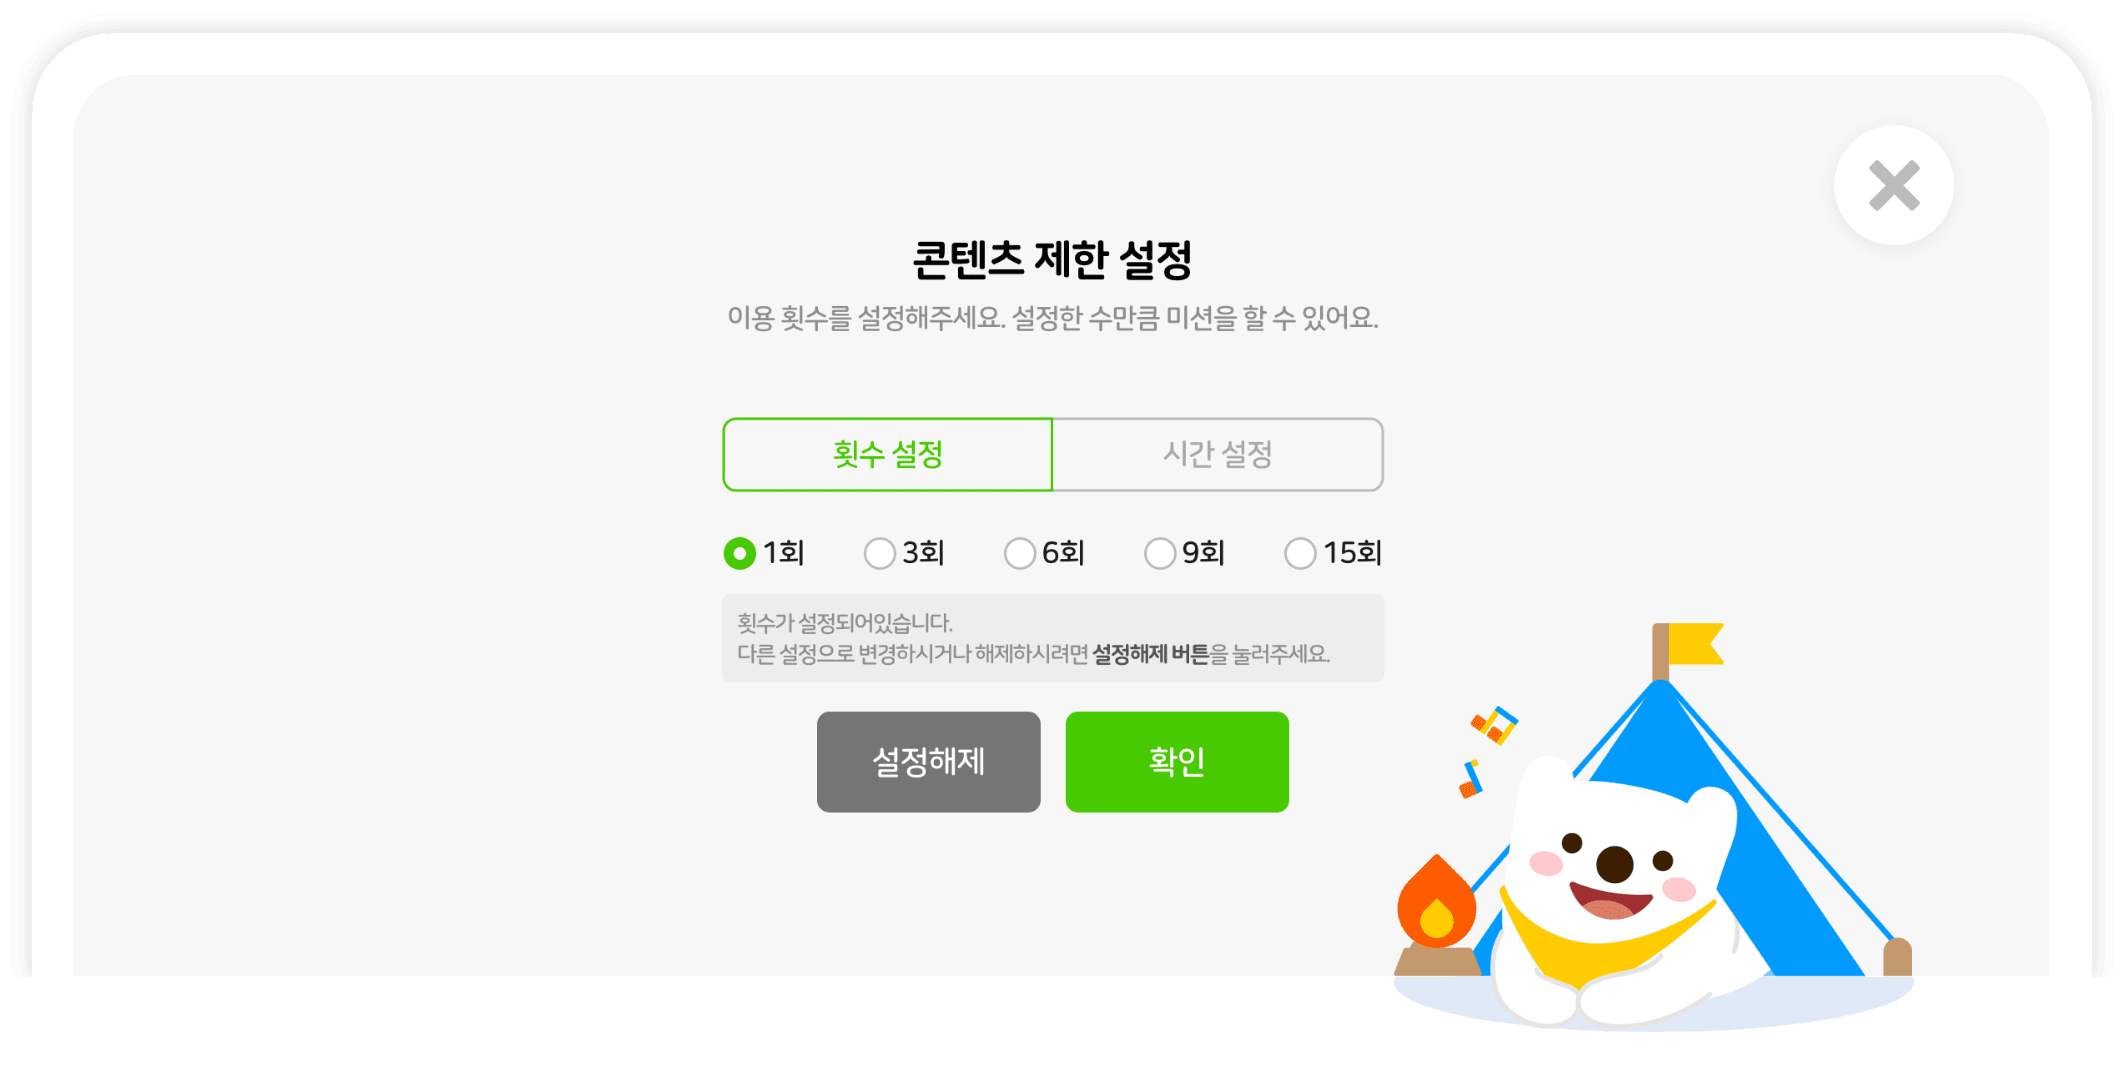 콘텐츠 제한 설정
이용 횟수를 설정해주세요. 설정한 수만큼 미션을 할 수 있어요.
횟수 설정 시간 설정
1회 3회 6회 9회 15회
횟수가 설정되어있습니다.
다른 설정으로 변경하시거나 해제하시려면 설정해제 버튼을 눌러주세요.
설정해제 확인